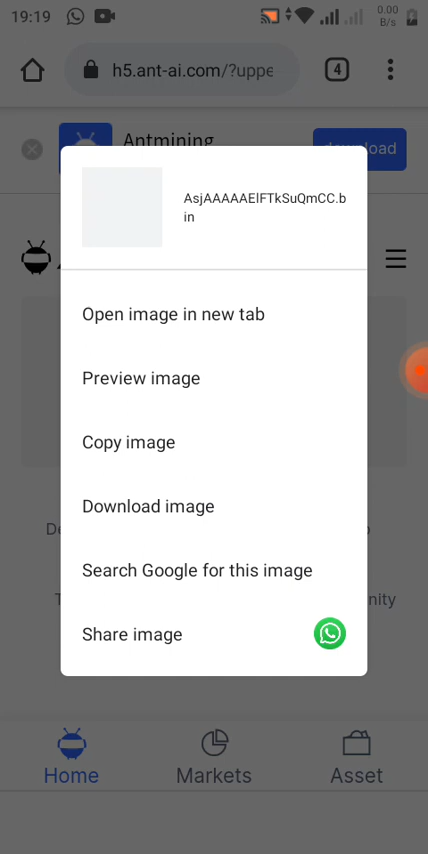 19:19
0.00
B/s
h5.ant-ai.com/?uppe
4
Antmining
download
AsjAAAAAElFTkSuQmCC.b
in
Open image in new tab
Preview image
Copy image
Download image
Search Google for this image
Share image
Home
Markets
Asset